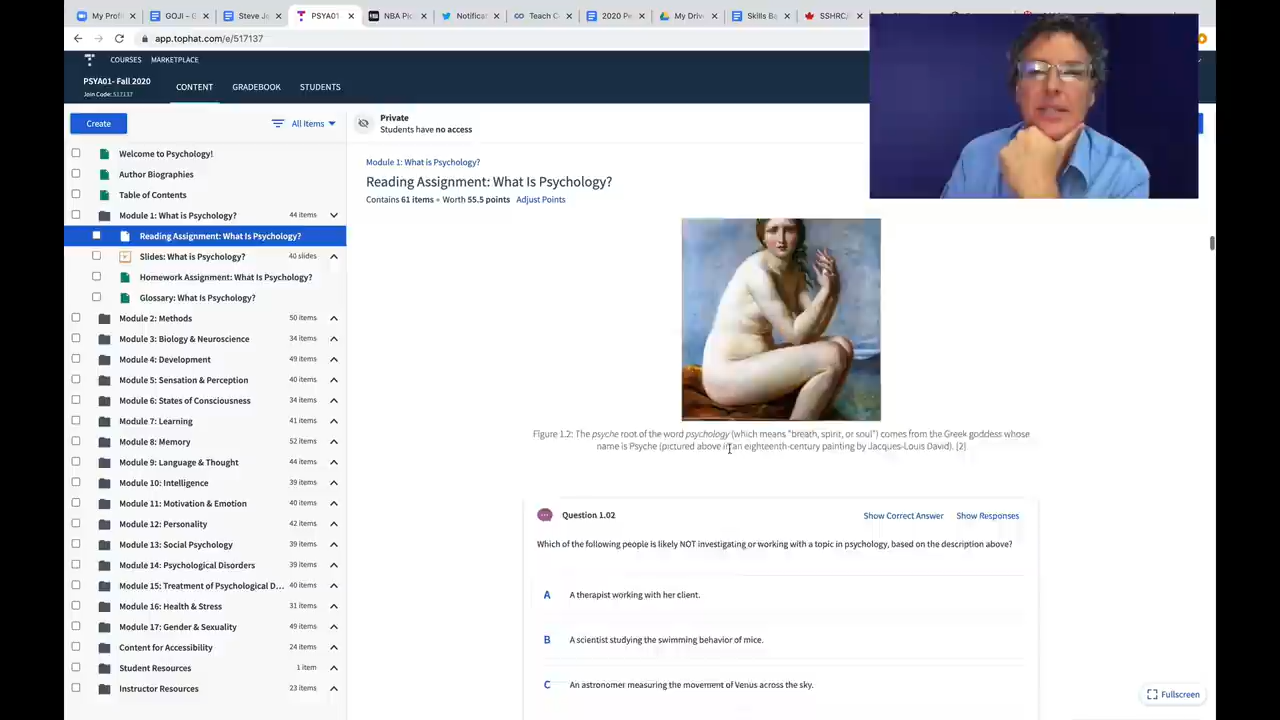 My Profi
GOJI – G
Steve Ja
PSYA01
NBA Pic
Notificat
Teach C
2020 Pe
My Drive
Skills Ba
SSHRC/
app.tophat.com/e/517137
COURSES MARKETPLACE
PSYA01- Fall 2020
Join Code: 517137
CONTENT GRADEBOOK STUDENTS
Create
All Items
Welcome to Psychology!
Author Biographies
Table of Contents
Module 1: What is Psychology? 44 items
Reading Assignment: What Is Psychology?
Slides: What is Psychology? 40 slides
Homework Assignment: What Is Psychology?
Glossary: What Is Psychology?
Module 2: Methods 50 items
Module 3: Biology & Neuroscience 34 items
Module 4: Development 49 items
Module 5: Sensation & Perception 40 items
Module 6: States of Consciousness 34 items
Module 7: Learning 41 items
Module 8: Memory 52 items
Module 9: Language & Thought 44 items
Module 10: Intelligence 39 items
Module 11: Motivation & Emotion 40 items
Module 12: Personality 42 items
Module 13: Social Psychology 39 items
Module 14: Psychological Disorders 39 items
Module 15: Treatment of Psychological D... 40 items
Module 16: Health & Stress 31 items
Module 17: Gender & Sexuality 49 items
Content for Accessibility 24 items
Student Resources 1 item
Instructor Resources 23 items
Private
Students have no access
Module 1: What is Psychology?
Reading Assignment: What Is Psychology?
Contains 61 items • Worth 55.5 points Adjust Points
Figure 1.2: The psyche root of the word psychology (which means "breath, spirit, or soul") comes from the Greek goddess whose
name is Psyche (pictured above in an eighteenth-century painting by Jacques-Louis David). [2]
Question 1.02 Show Correct Answer Show Responses
Which of the following people is likely NOT investigating or working with a topic in psychology, based on the description above?
A A therapist working with her client.
B A scientist studying the swimming behavior of mice.
C An astronomer measuring the movement of Venus across the sky.
Fullscreen